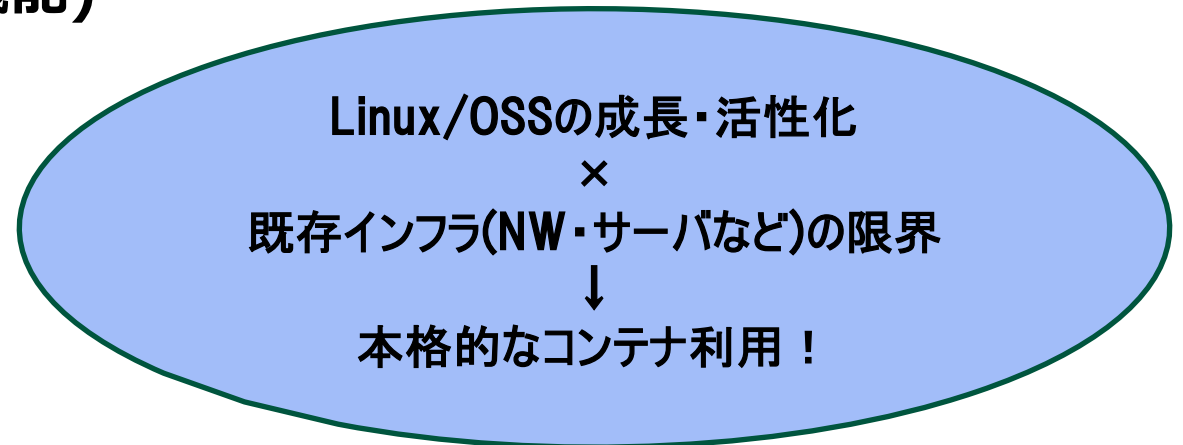 能)
Linux/OSSの成長・活性化
×
既存インフラ(NW・サーバなど)の限界
↓
本格的なコンテナ利用！